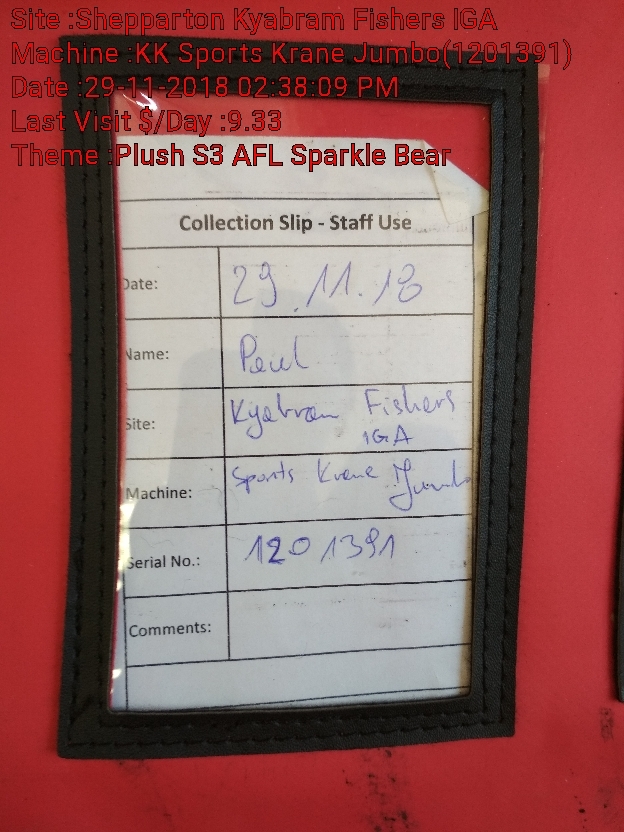 Site :Shepparton Kyabram Fishers IGA
Machine :KK Sports Krane Jumbo(1201391)
Date :29-11-2018 02:38:09 PM
Last Visit $/Day :9.33
Theme :Plush S3 AFL Sparkle Bear
Collection Slip - Staff Use
Date: 29.11.18
Name: Paul
Site: Kyabram Fishers
IGA
Machine: Sports Krane Jumbo
Serial No.: 1201391
Comments: